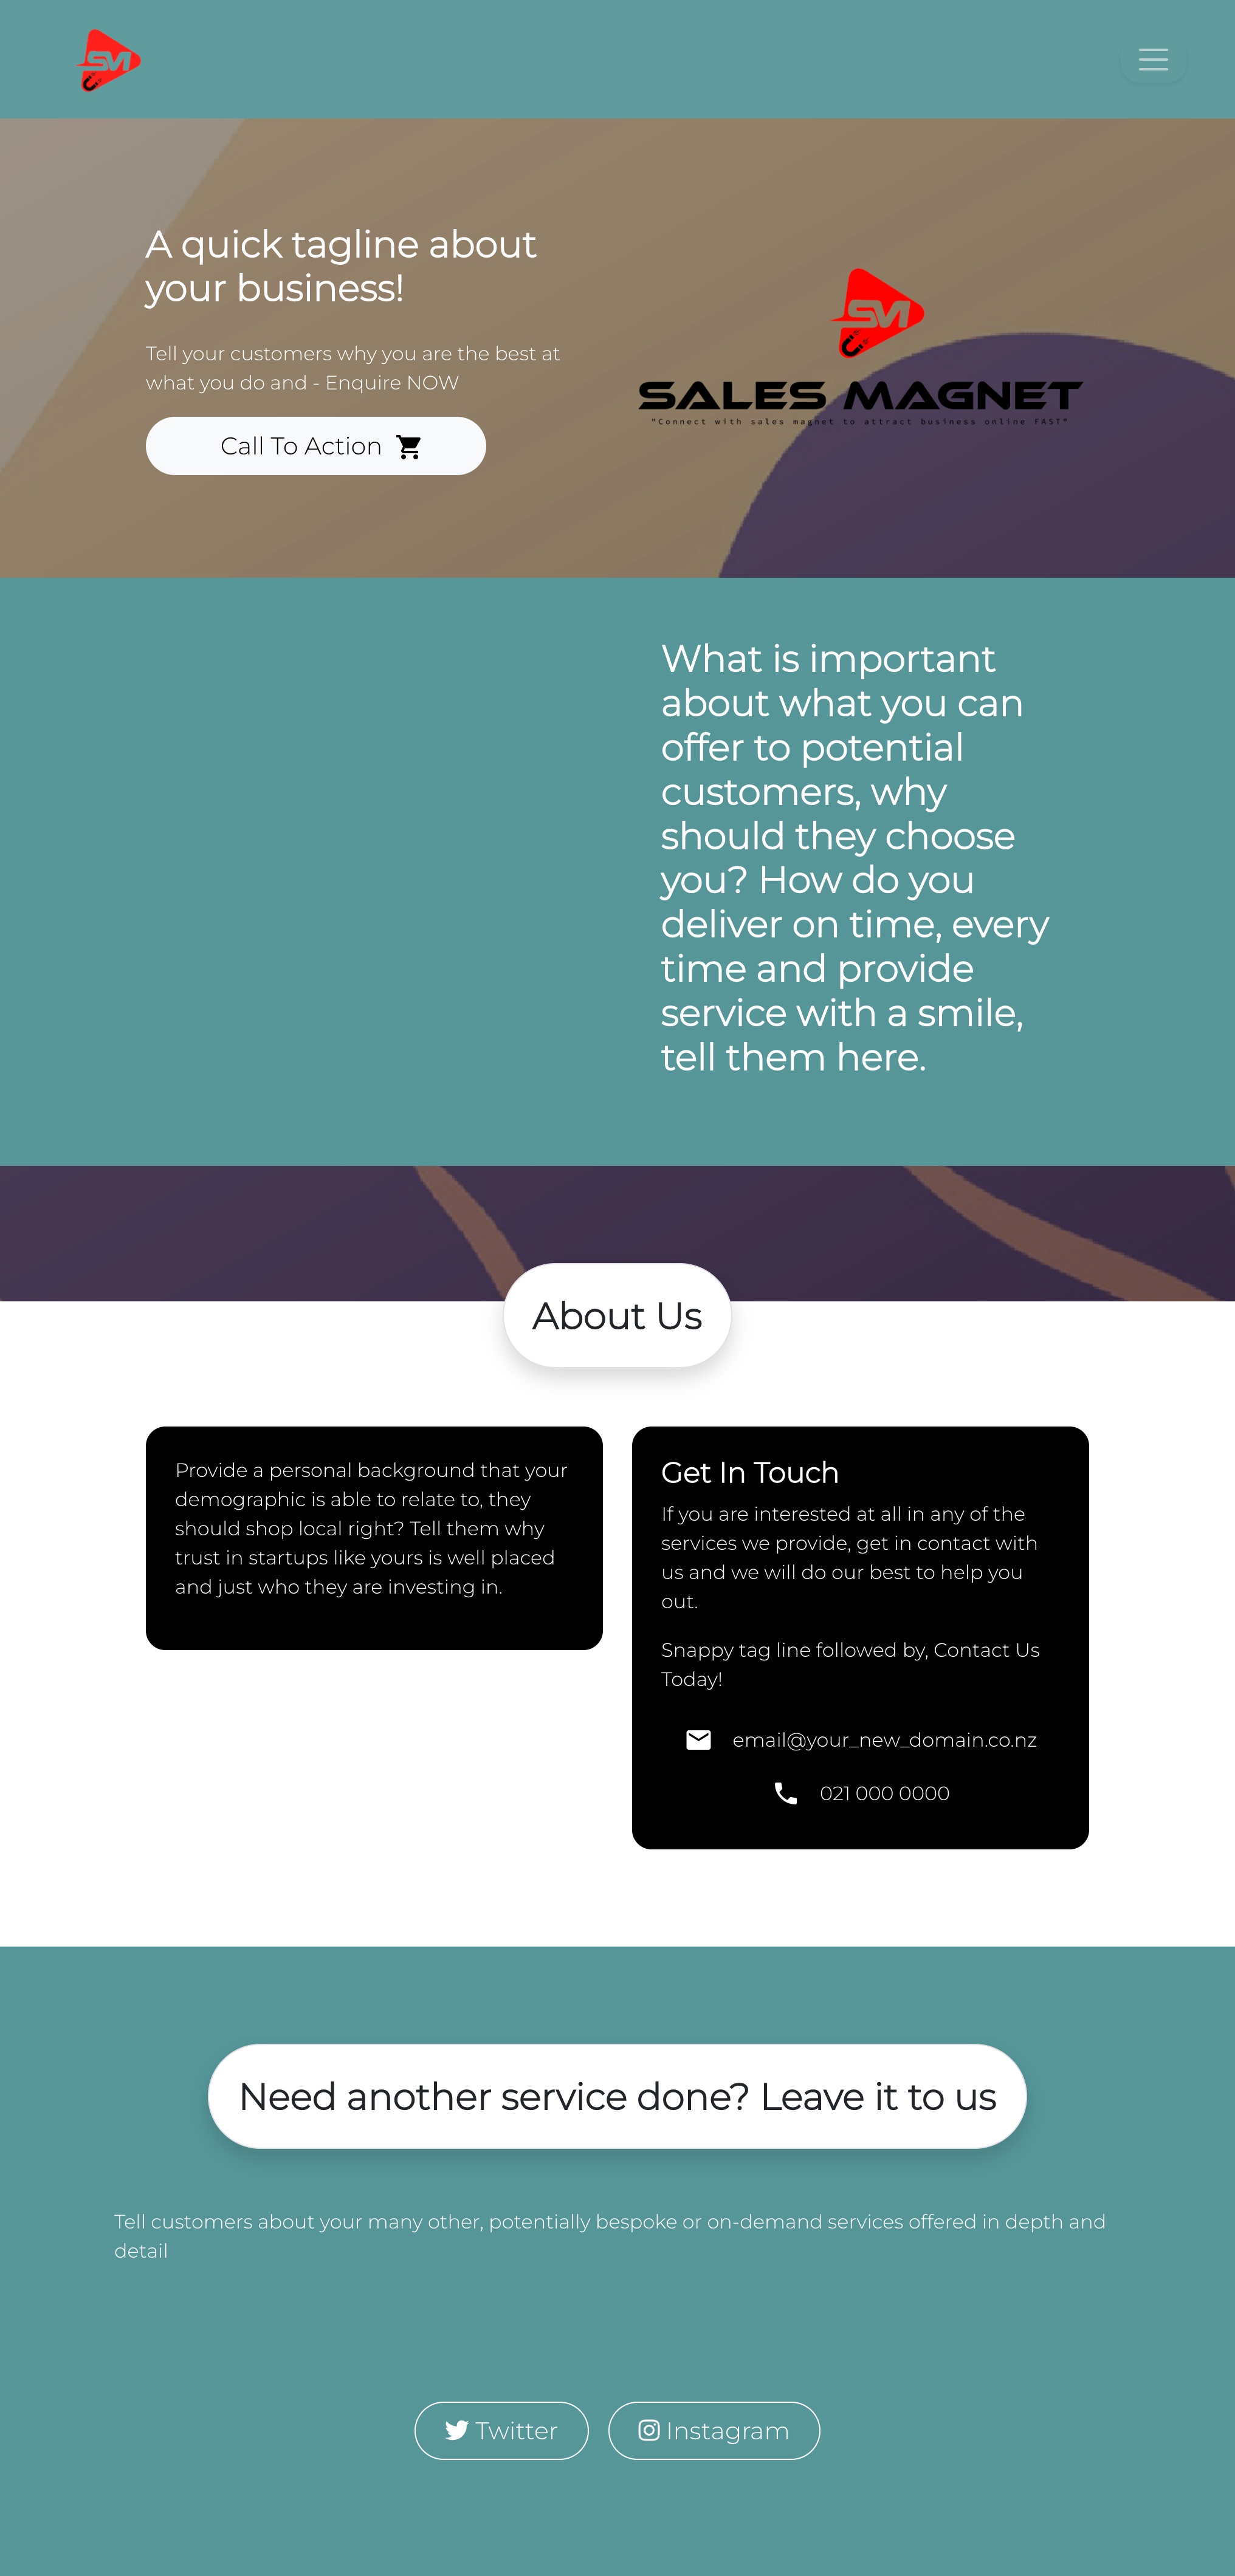 SM
A quick tagline about
your business!
Tell your customers why you are the best at
what you do and - Enquire NOW
Call To Action
SM
SALES MAGNET
"Connect with sales magnet to attract business online FAST"
What is important
about what you can
offer to potential
customers, why
should they choose
you? How do you
deliver on time, every
time and provide
service with a smile,
tell them here.
About Us
Provide a personal background that your
demographic is able to relate to, they
should shop local right? Tell them why
trust in startups like yours is well placed
and just who they are investing in.
Get In Touch
If you are interested at all in any of the
services we provide, get in contact with
us and we will do our best to help you
out.
Snappy tag line followed by, Contact Us
Today!
email@your_new_domain.co.nz
021 000 0000
Need another service done? Leave it to us
Tell customers about your many other, potentially bespoke or on-demand services offered in depth and
detail
Twitter
Instagram